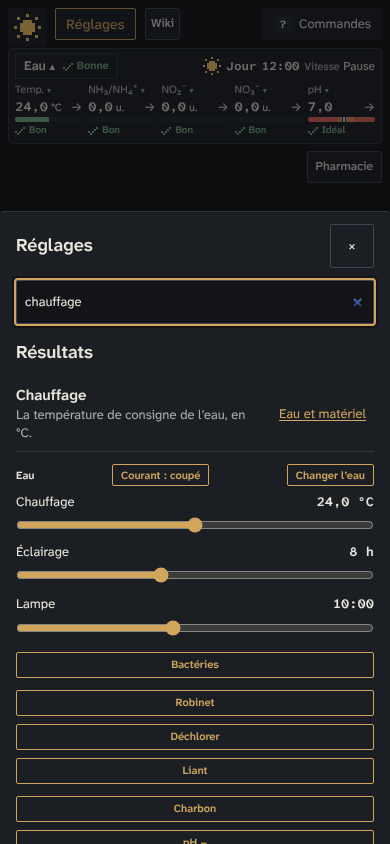 Réglages
Wiki
? Commandes
Eau ▴ Bonne
Jour 12:00 Vitesse Pause
Temp. ▾ NH₃/NH₄⁺ ▾ NO₂⁻ ▾ NO₃⁻ ▾ pH ▾
24,0 °C → 0,0 u. → 0,0 u. → 0,0 u. → 7,0 →
Bon Bon Bon Bon Idéal
Pharmacie
Réglages
×
chauffage
Résultats
Chauffage
La température de consigne de l'eau, en
°C.
Eau et matériel
Eau Courant : coupé Changer l'eau
Chauffage 24,0 °C
Éclairage 8 h
Lampe 10:00
Bactéries
Robinet
Déchlorer
Liant
Charbon
pH –